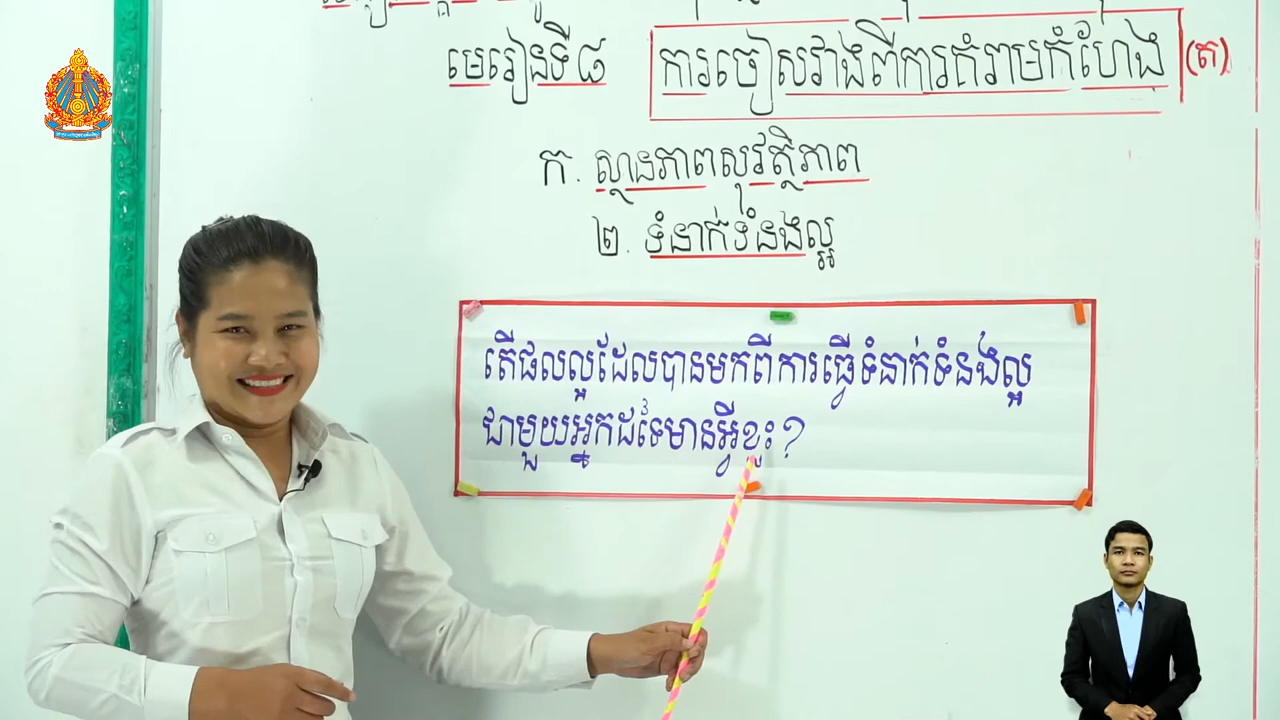 មេរៀនទី៨ ការចៀសវាងពីការគំរាមកំហែង (ត)
ក. ស្ថានភាពសុវត្ថិភាព
២. ទំនាក់ទំនងល្អ
តើផលល្អដែលបានមកពីការធ្វើទំនាក់ទំនងល្អ
ជាមួយអ្នកដទៃមានអ្វីខ្លះ?